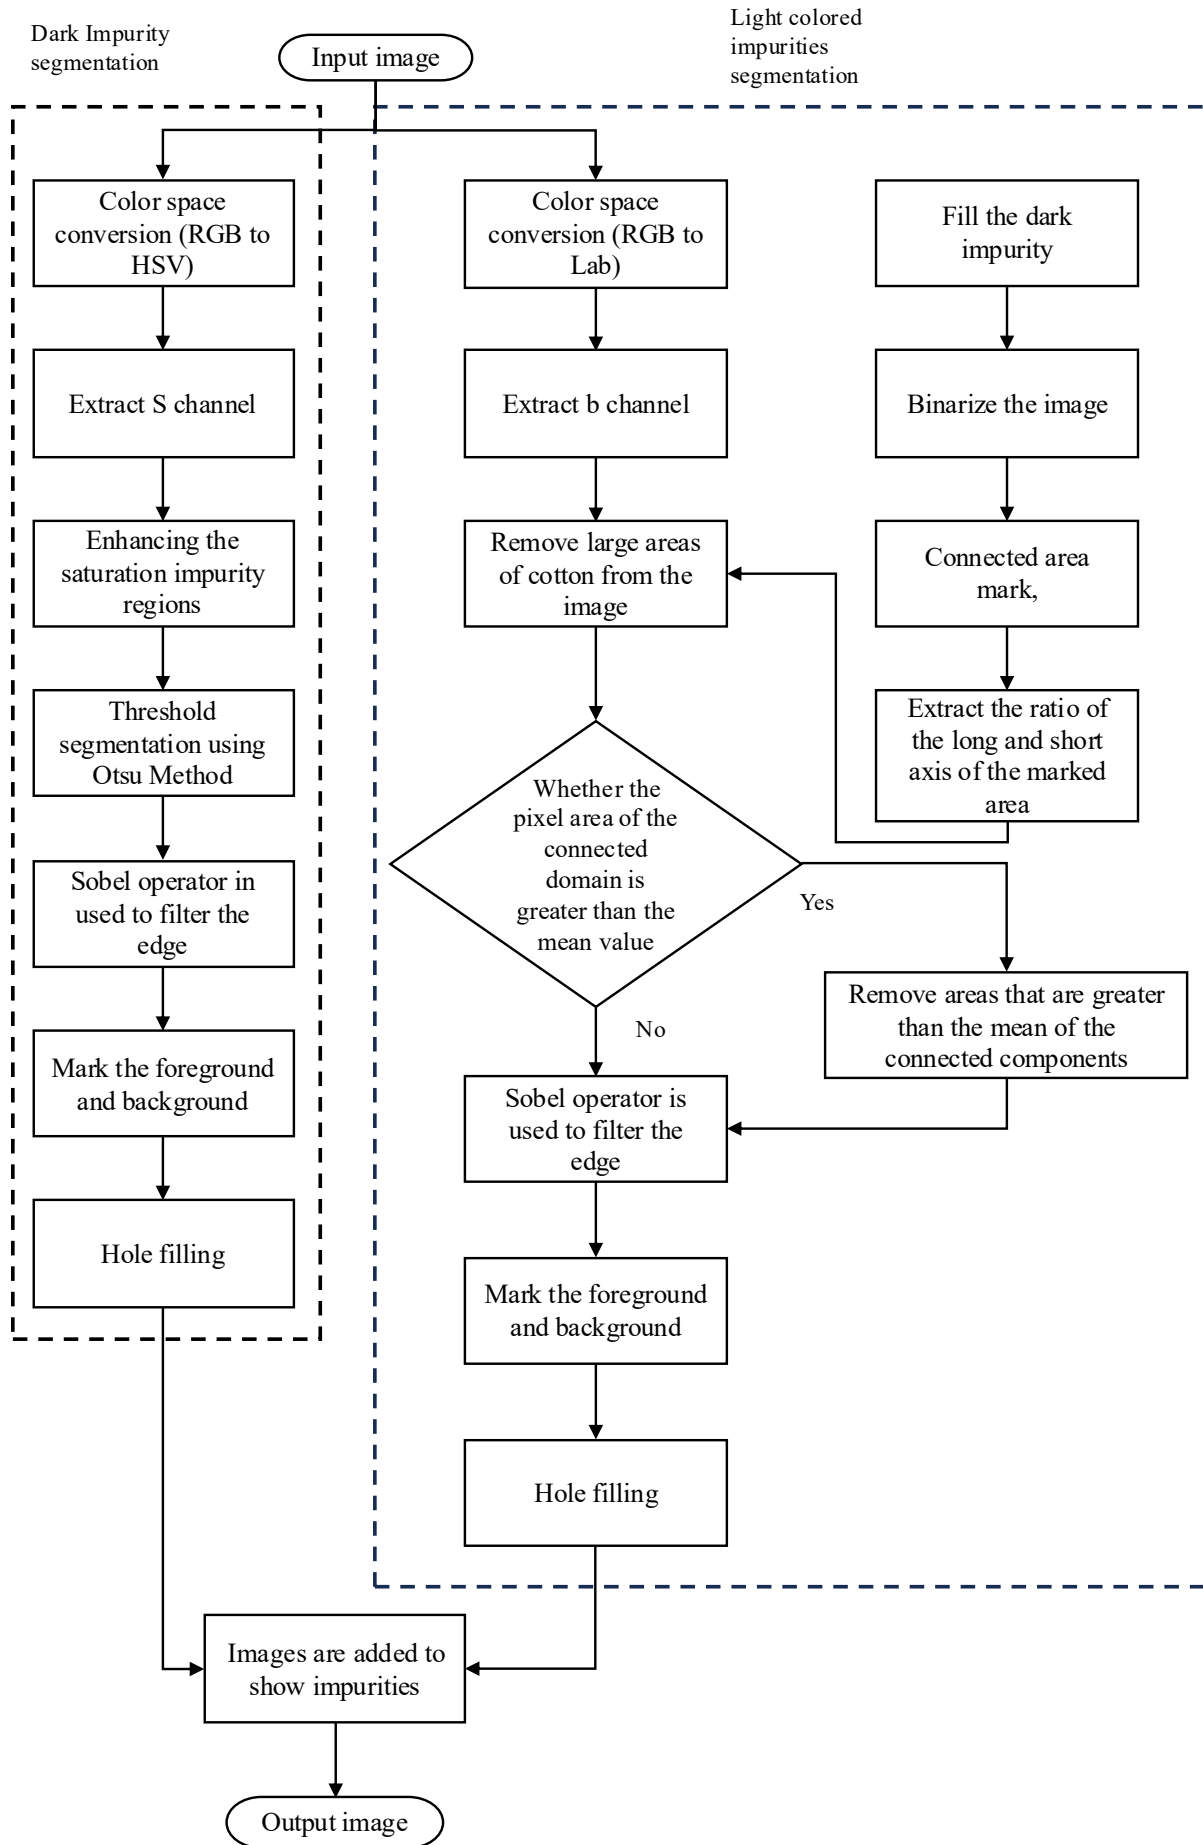 Dark Impurity
segmentation
Input image
Light colored
impurities
segmentation
Color space
conversion (RGB to
HSV)
Extract S channel
Enhancing the
saturation impurity
regions
Threshold
segmentation using
Otsu Method
Sobel operator in
used to filter the
edge
Mark the foreground
and background
Hole filling
Color space
conversion (RGB to
Lab)
Extract b channel
Remove large areas
of cotton from the
image
Whether the
pixel area of the
connected
domain is
greater than the
mean value
Yes
No
Fill the dark
impurity
Binarize the image
Connected area
mark,
Extract the ratio of
the long and short
axis of the marked
area
Remove areas that are greater
than the mean of the
connected components
Sobel operator is
used to filter the
edge
Mark the foreground
and background
Hole filling
Images are added to
show impurities
Output image